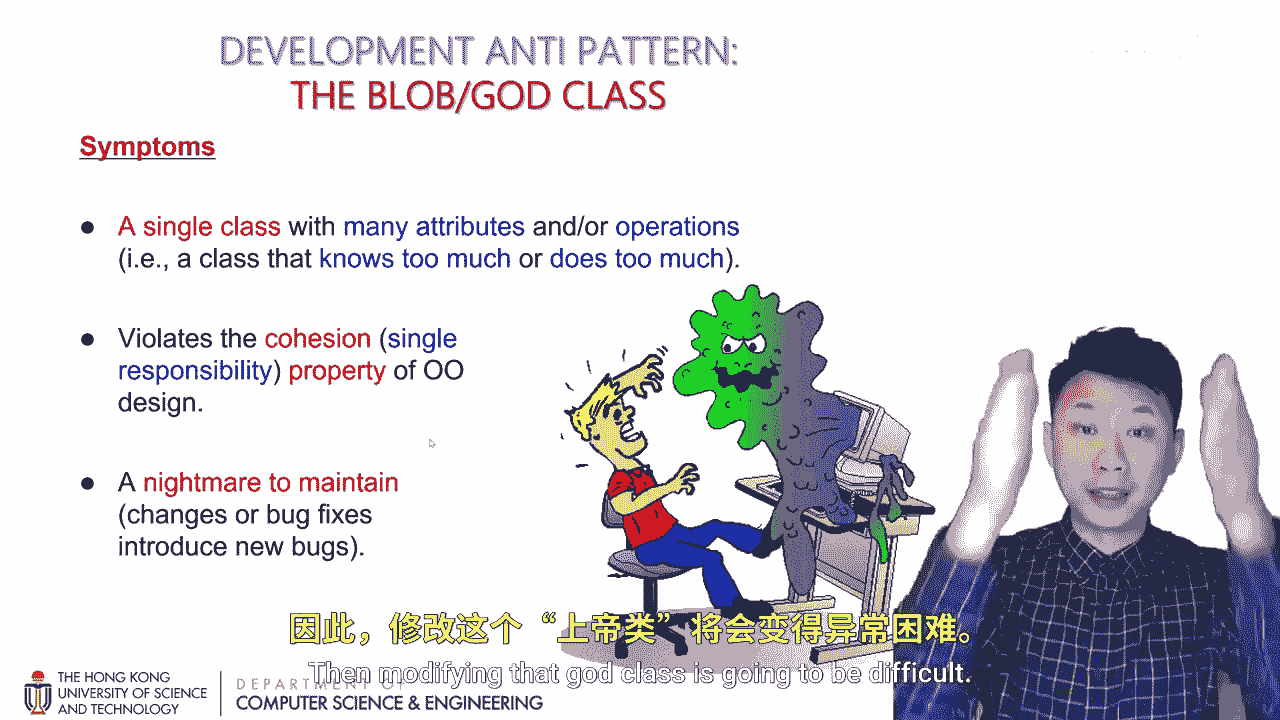 DEVELOPMENT ANTI PATTERN:
THE BLOB/GOD CLASS
Symptoms
● A single class with many attributes and/or operations
(i.e., a class that knows too much or does too much).
● Violates the cohesion (single
responsibility) property of OO
design.
● A nightmare to maintain
(changes or bug fixes
introduce new bugs).
因此，修改这个“上帝类”将会变得异常困难。
Then modifying that god class is going to be difficult.
THE HONG KONG
UNIVERSITY OF SCIENCE
AND TECHNOLOGY
DEPARTMENT OF
COMPUTER SCIENCE & ENGINEERING